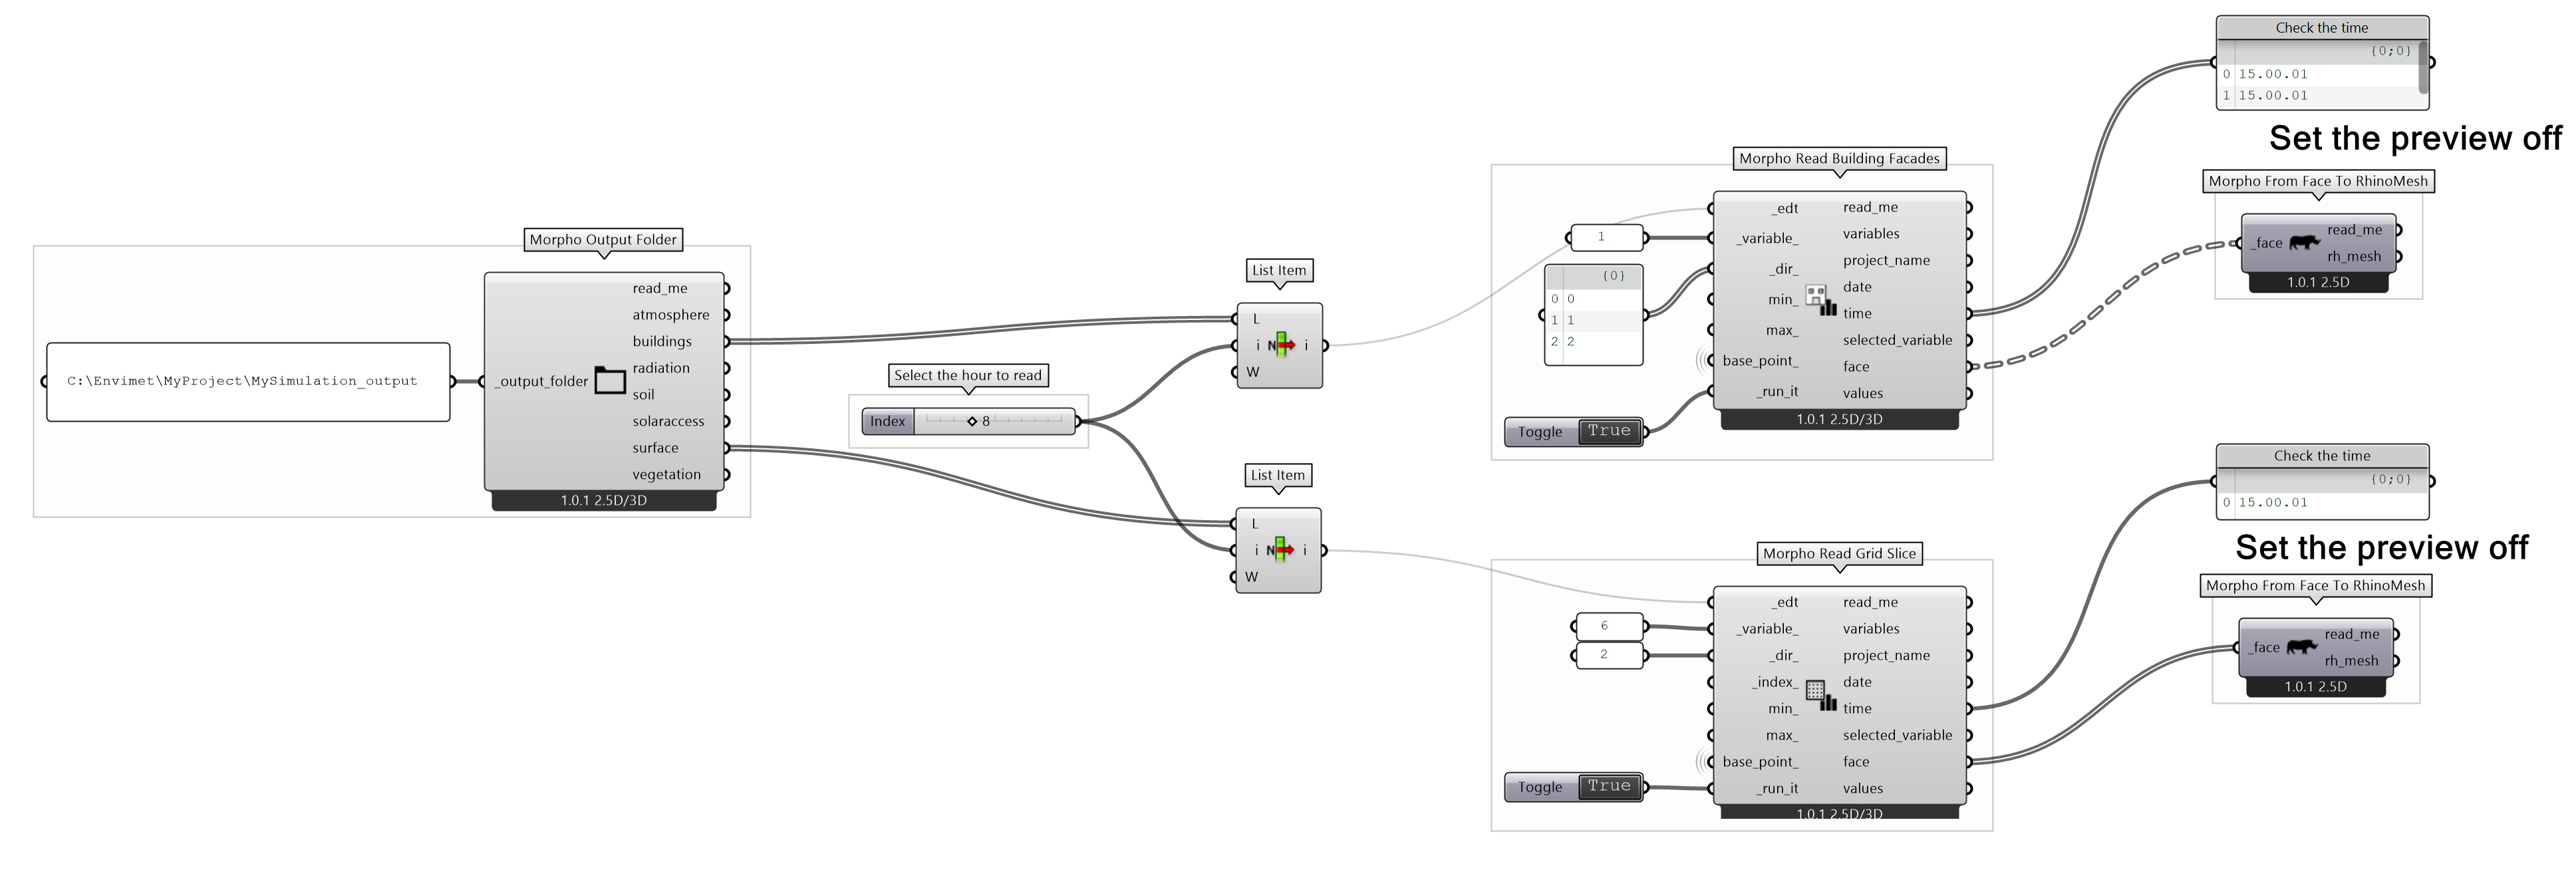 Morpho Output Folder
C:\Envimet\MyProject\MySimulation_output
_output_folder
read_me
atmosphere
buildings
radiation
soil
solaraccess
surface
vegetation
1.0.1 2.5D/3D
Select the hour to read
Index
8
List Item
L
i
W
N
i
List Item
L
i
W
N
i
Morpho Read Building Facades
1
{0}
0 0
1 1
2 2
Toggle True
_edt
_variable_
_dir_
min_
max_
base_point_
_run_it
read_me
variables
project_name
date
time
selected_variable
face
values
1.0.1 2.5D/3D
Check the time
{0;0}
0 15.00.01
1 15.00.01
Set the preview off
Morpho From Face To RhinoMesh
_face
read_me
rh_mesh
1.0.1 2.5D
Morpho Read Grid Slice
6
2
Toggle True
_edt
_variable_
_dir_
_index_
min_
max_
base_point_
_run_it
read_me
variables
project_name
date
time
selected_variable
face
values
1.0.1 2.5D/3D
Check the time
{0;0}
0 15.00.01
Set the preview off
Morpho From Face To RhinoMesh
_face
read_me
rh_mesh
1.0.1 2.5D